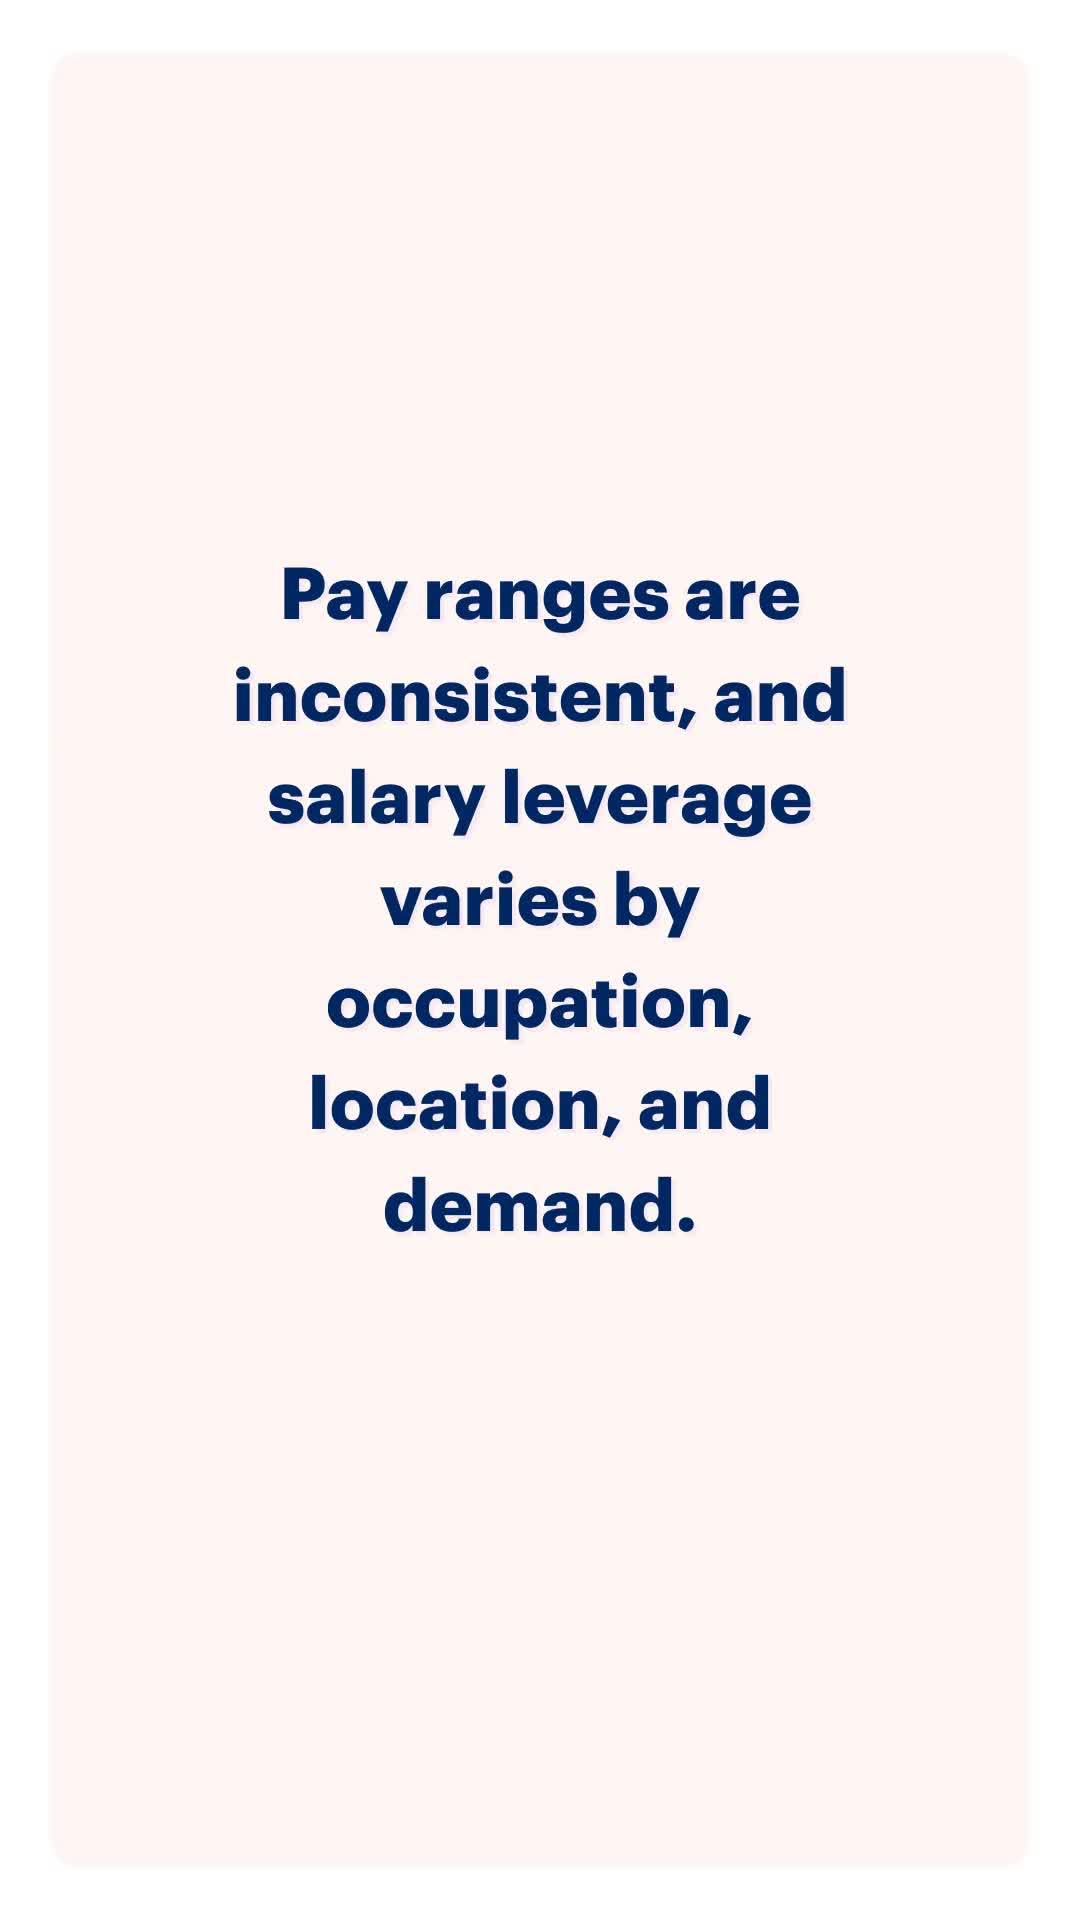 Pay ranges are
inconsistent, and
salary leverage
varies by
occupation,
location, and
demand.